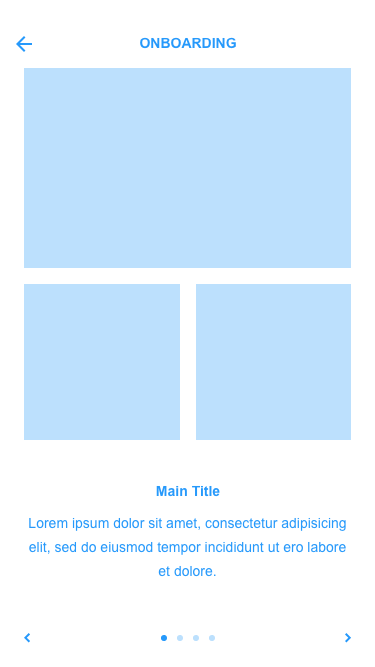 ONBOARDING
Main Title
Lorem ipsum dolor sit amet, consectetur adipisicing
elit, sed do eiusmod tempor incididunt ut ero labore
et dolore.